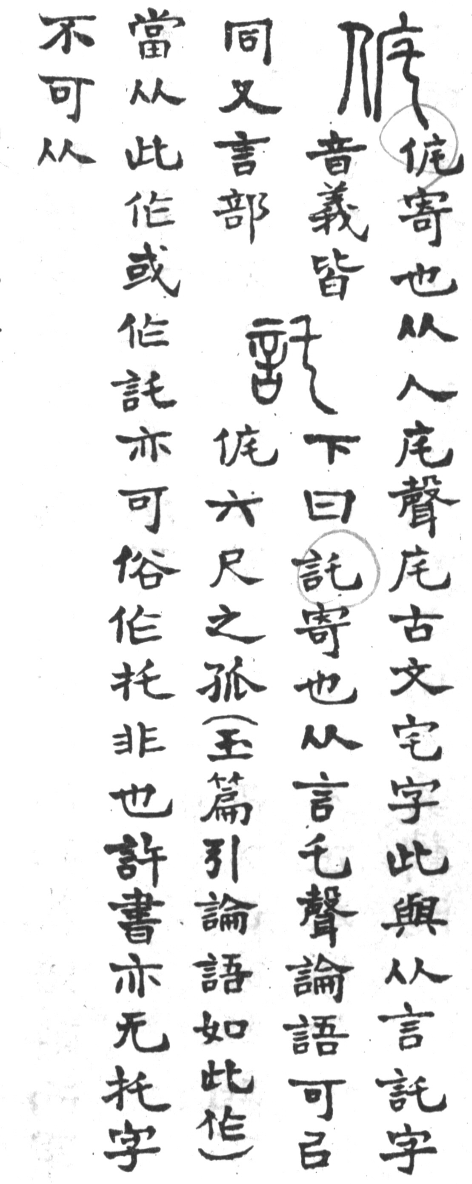 侂
侂寄也从人㡯聲㡯古文宅字此與从言託字
音義皆
同又言部
託
下曰託寄也从言乇聲論語可㠯
侂六尺之孤(玉篇引論語如此作)
當从此作或作託亦可俗作托非也許書亦无托字
不可从